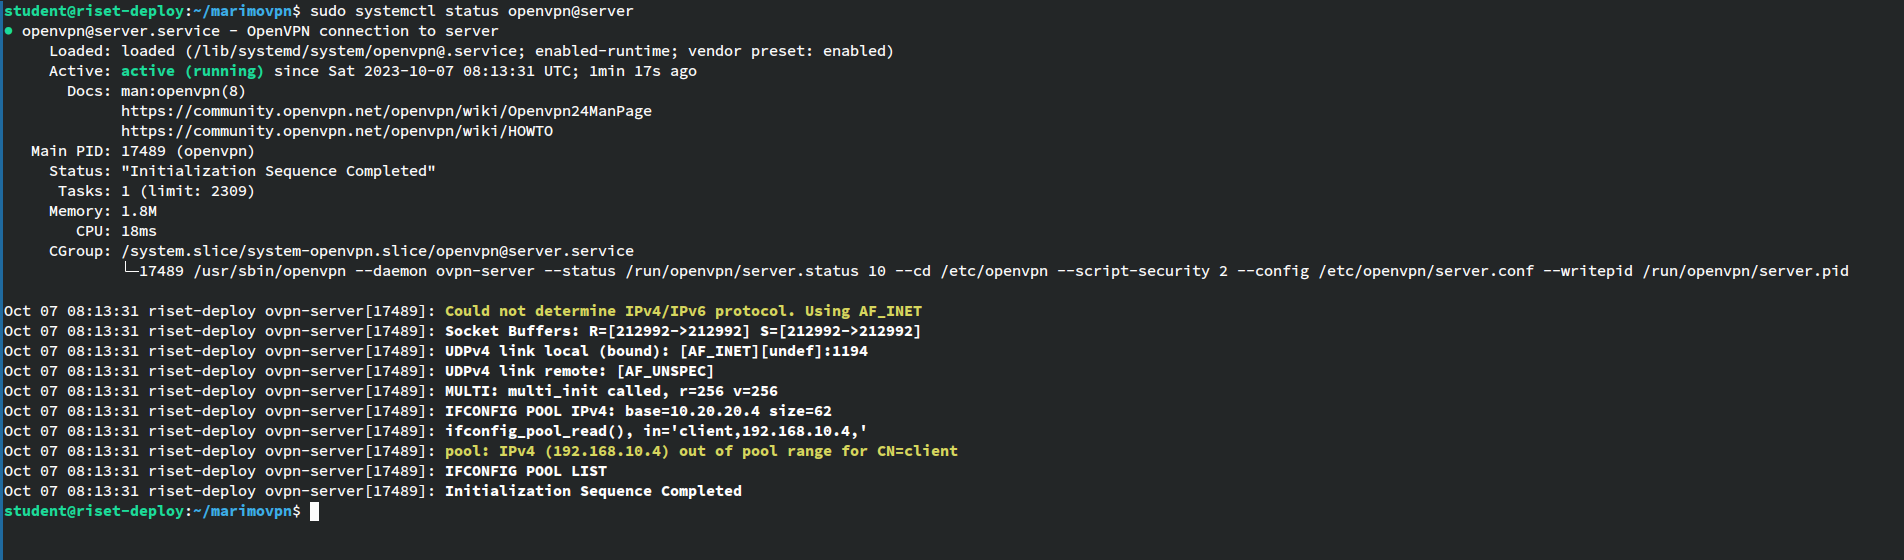 student@riset-deploy:~/marimovpn$ sudo systemctl status openvpn@server
● openvpn@server.service - OpenVPN connection to server
     Loaded: loaded (/lib/systemd/system/openvpn@.service; enabled-runtime; vendor preset: enabled)
     Active: active (running) since Sat 2023-10-07 08:13:31 UTC; 1min 17s ago
       Docs: man:openvpn(8)
             https://community.openvpn.net/openvpn/wiki/Openvpn24ManPage
             https://community.openvpn.net/openvpn/wiki/HOWTO
   Main PID: 17489 (openvpn)
     Status: "Initialization Sequence Completed"
      Tasks: 1 (limit: 2309)
     Memory: 1.8M
        CPU: 18ms
     CGroup: /system.slice/system-openvpn.slice/openvpn@server.service
             └─17489 /usr/sbin/openvpn --daemon ovpn-server --status /run/openvpn/server.status 10 --cd /etc/openvpn --script-security 2 --config /etc/openvpn/server.conf --writepid /run/openvpn/server.pid
Oct 07 08:13:31 riset-deploy ovpn-server[17489]: Could not determine IPv4/IPv6 protocol. Using AF_INET
Oct 07 08:13:31 riset-deploy ovpn-server[17489]: Socket Buffers: R=[212992->212992] S=[212992->212992]
Oct 07 08:13:31 riset-deploy ovpn-server[17489]: UDPv4 link local (bound): [AF_INET][undef]:1194
Oct 07 08:13:31 riset-deploy ovpn-server[17489]: UDPv4 link remote: [AF_UNSPEC]
Oct 07 08:13:31 riset-deploy ovpn-server[17489]: MULTI: multi_init called, r=256 v=256
Oct 07 08:13:31 riset-deploy ovpn-server[17489]: IFCONFIG POOL IPv4: base=10.20.20.4 size=62
Oct 07 08:13:31 riset-deploy ovpn-server[17489]: ifconfig_pool_read(), in='client,192.168.10.4,'
Oct 07 08:13:31 riset-deploy ovpn-server[17489]: pool: IPv4 (192.168.10.4) out of pool range for CN=client
Oct 07 08:13:31 riset-deploy ovpn-server[17489]: IFCONFIG POOL LIST
Oct 07 08:13:31 riset-deploy ovpn-server[17489]: Initialization Sequence Completed
student@riset-deploy:~/marimovpn$